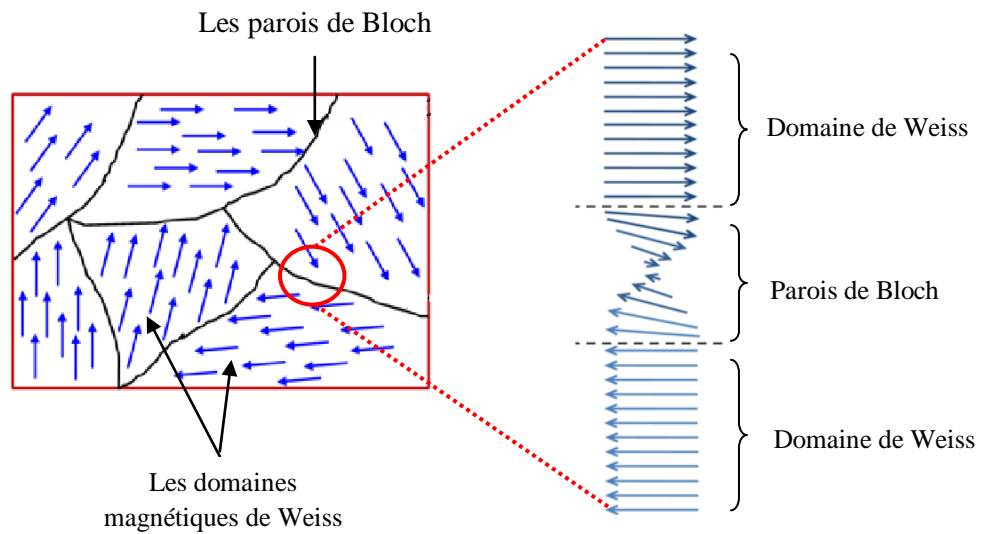 Les parois de Bloch
Domaine de Weiss
Parois de Bloch
Domaine de Weiss
Les domaines
magnétiques de Weiss